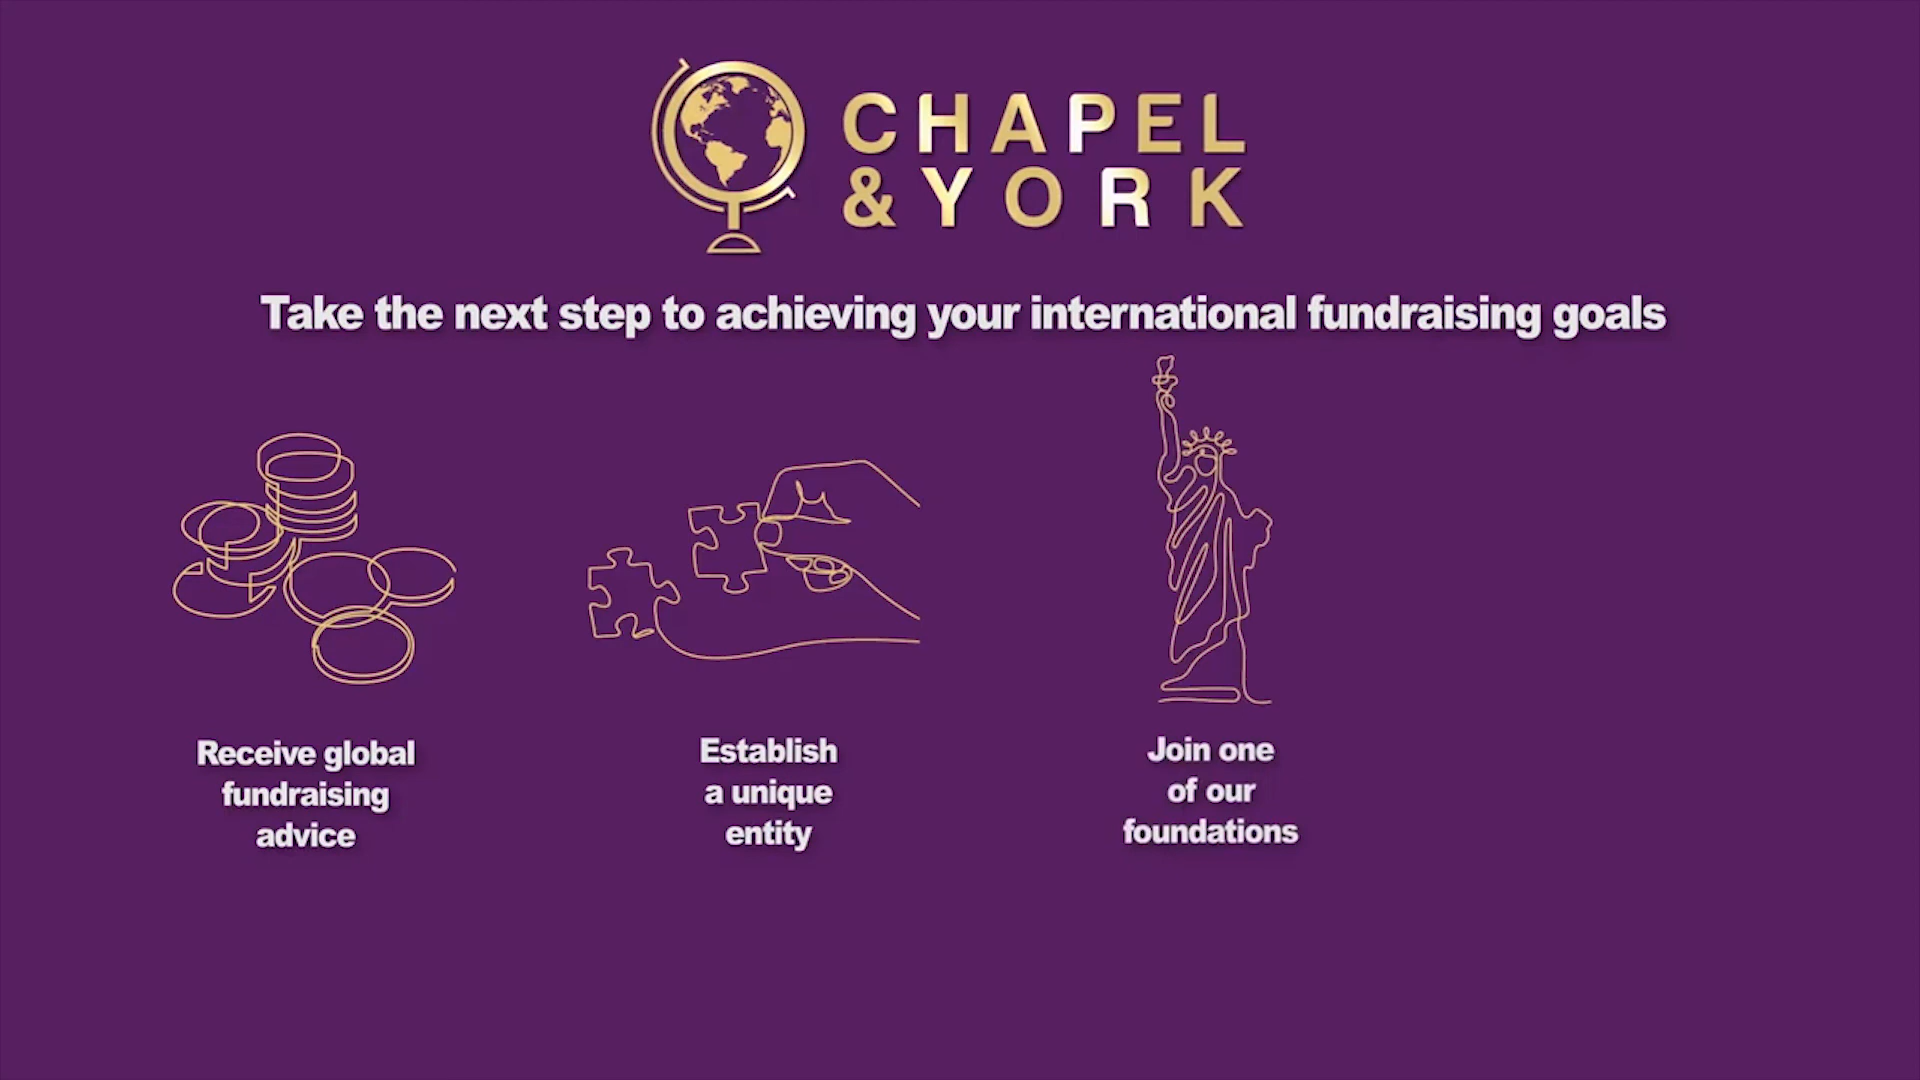 CHAPEL
& YORK
Take the next step to achieving your international fundraising goals
Receive global
fundraising
advice
Establish
a unique
entity
Join one
of our
foundations